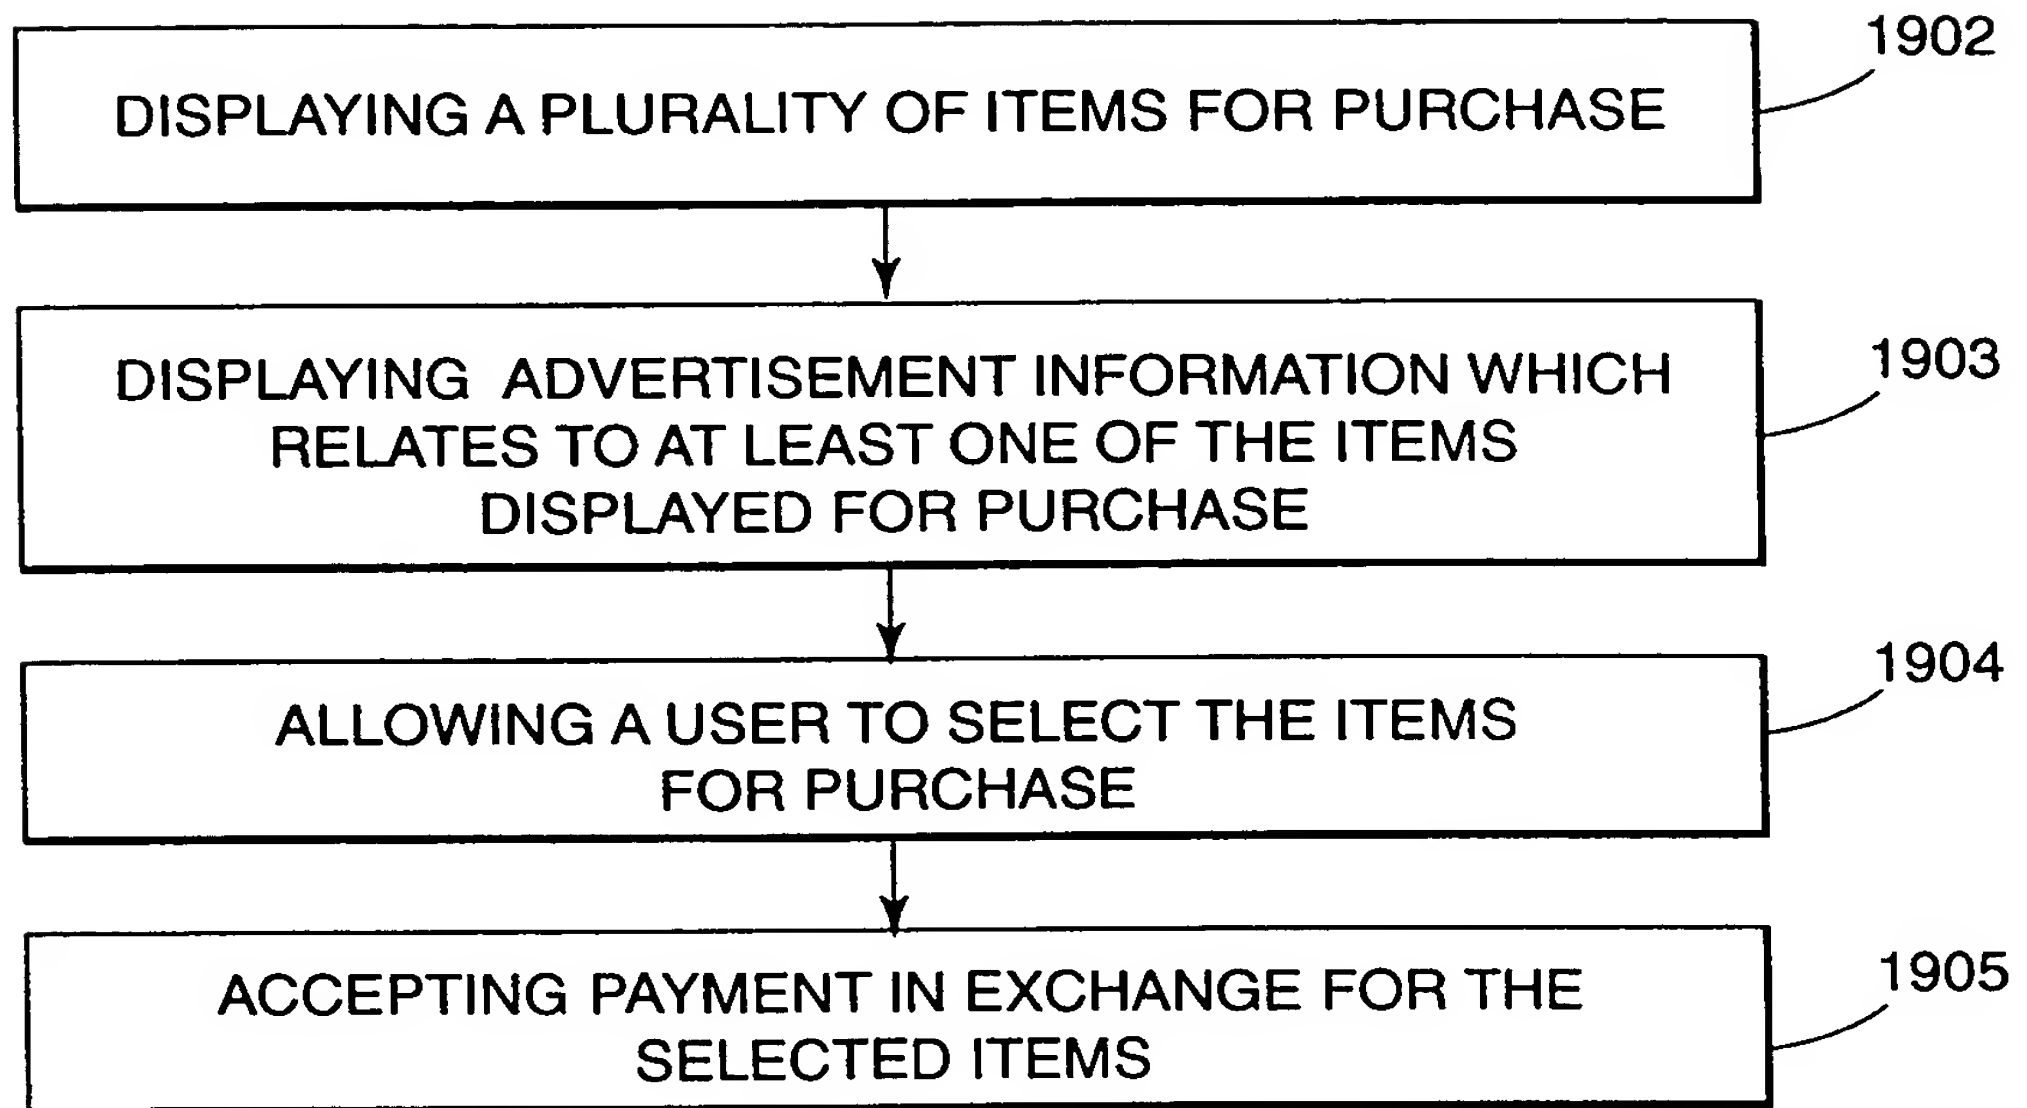 1902
DISPLAYING A PLURALITY OF ITEMS FOR PURCHASE
1903
DISPLAYING ADVERTISEMENT INFORMATION WHICH
RELATES TO AT LEAST ONE OF THE ITEMS
DISPLAYED FOR PURCHASE
1904
ALLOWING A USER TO SELECT THE ITEMS
FOR PURCHASE
1905
ACCEPTING PAYMENT IN EXCHANGE FOR THE
SELECTED ITEMS